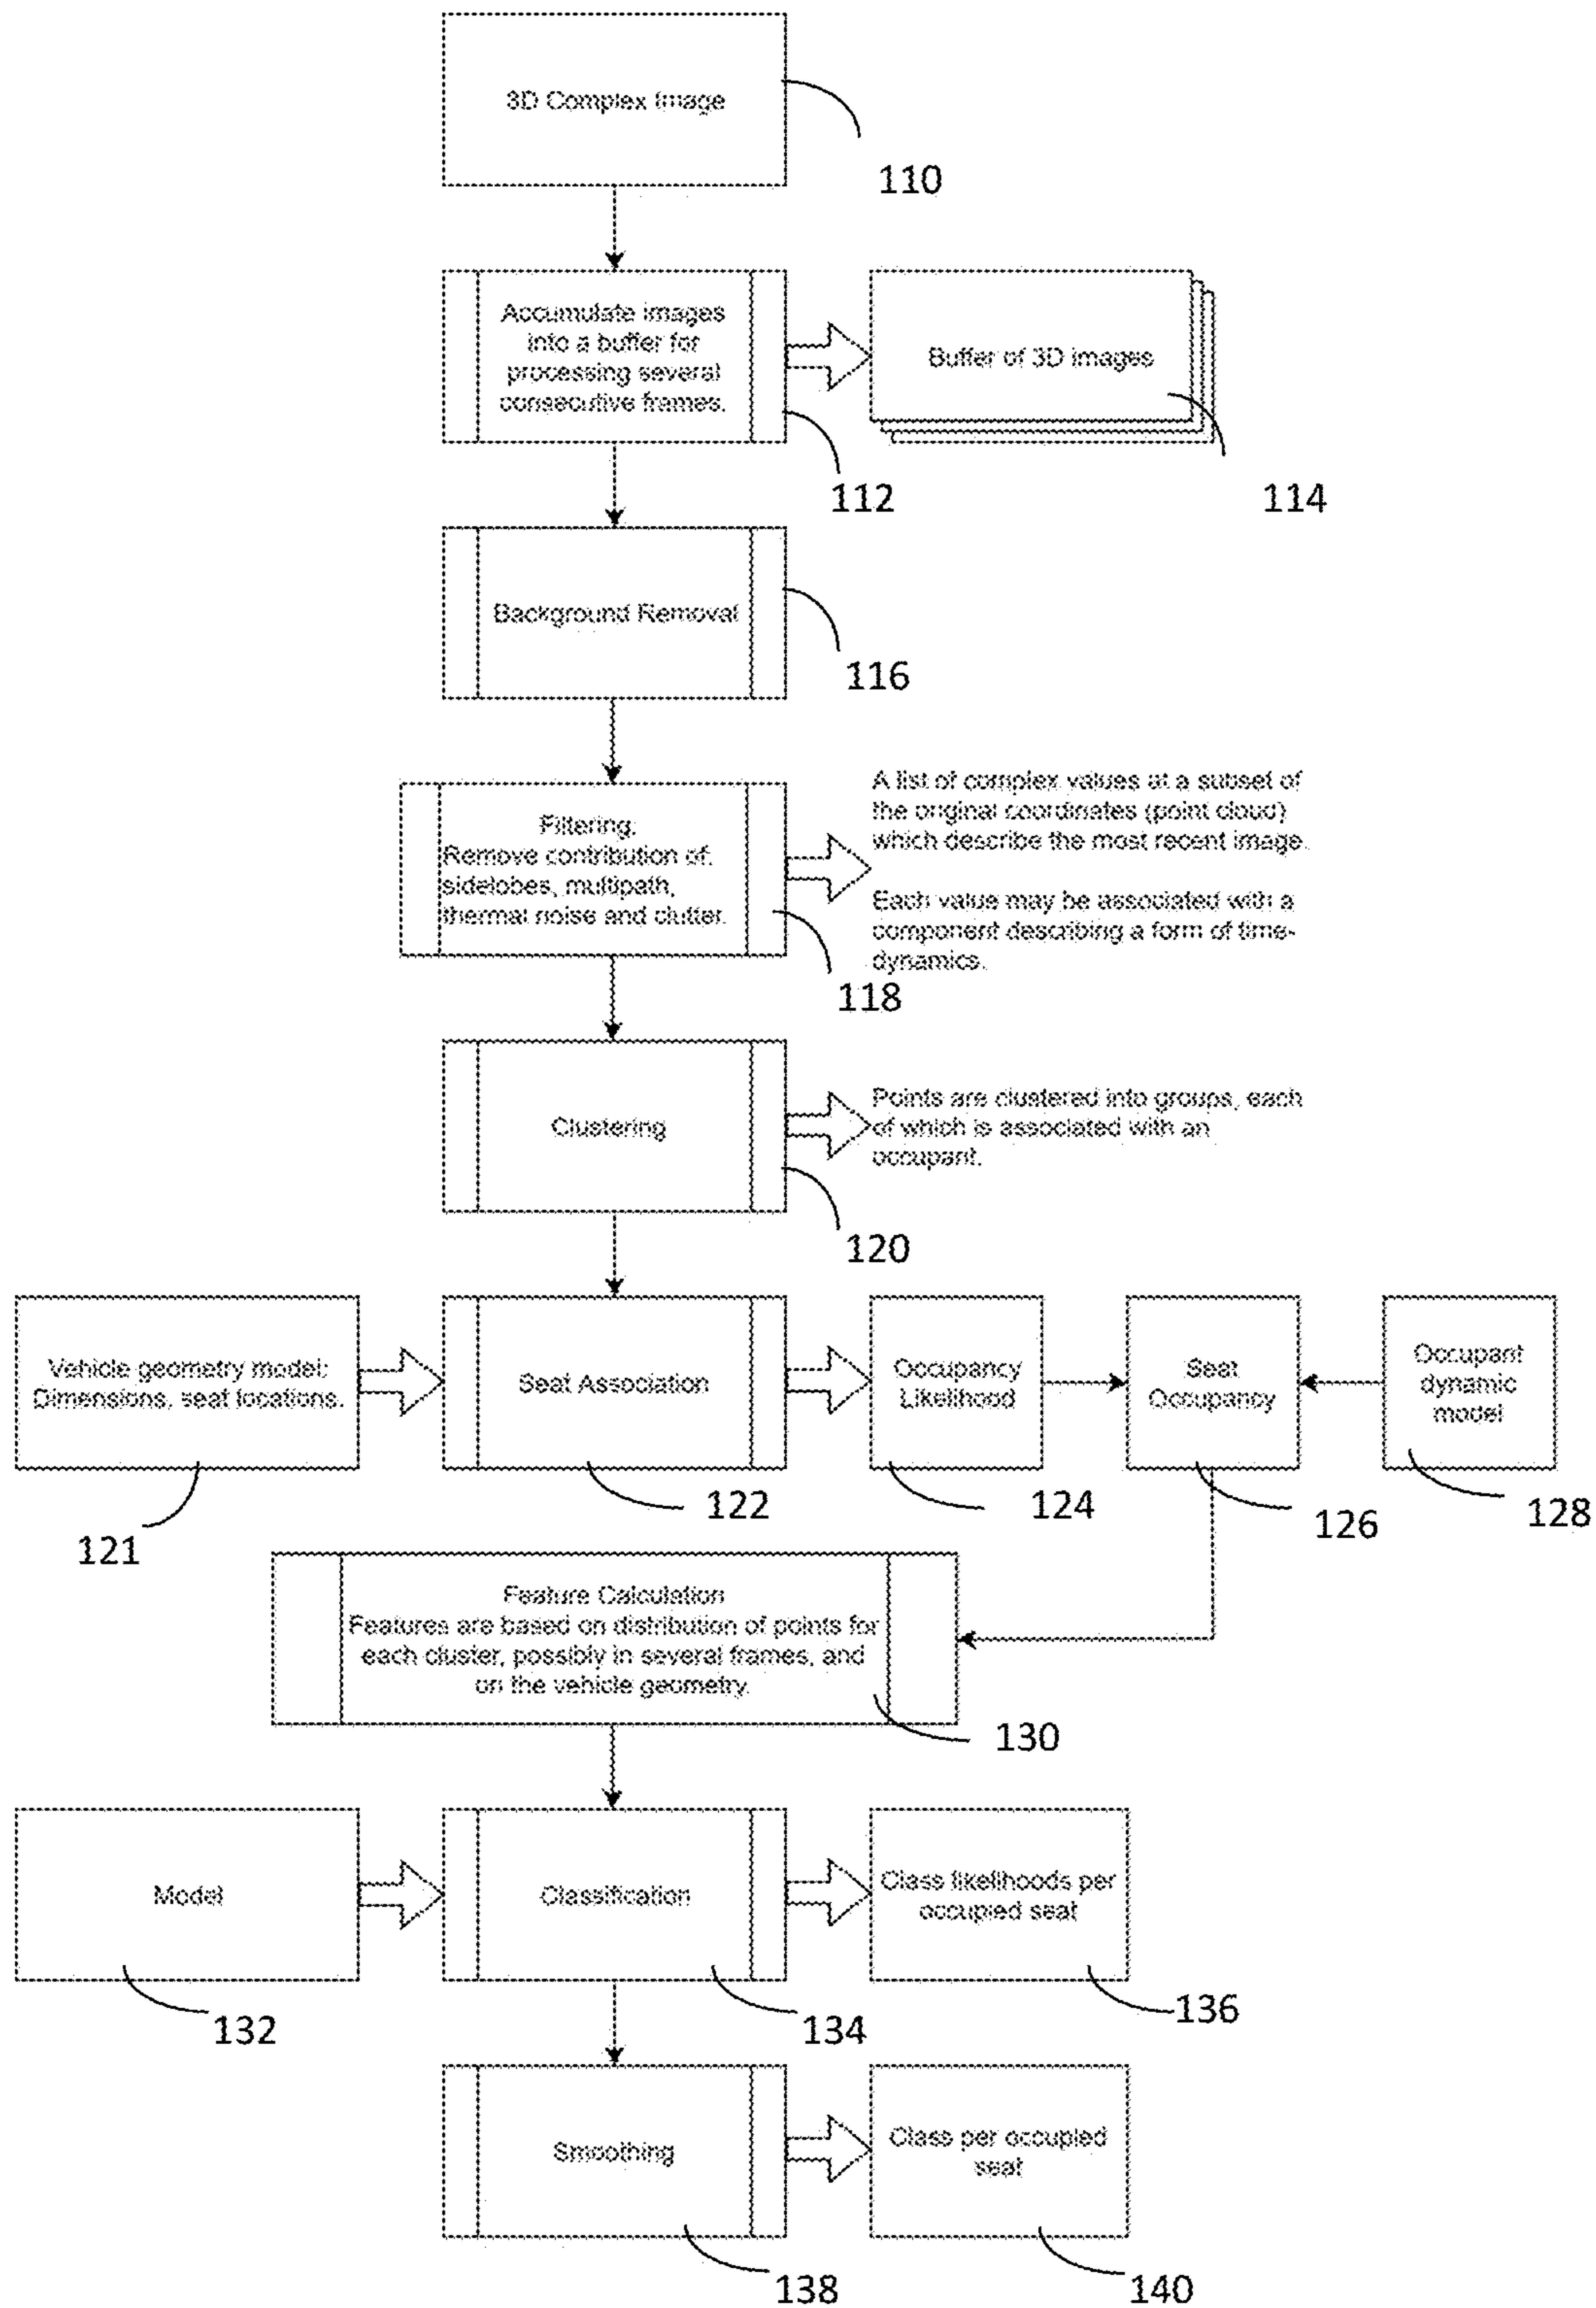 3D Complex Image
110
Accumulate images
into a buffer for
processing several
consecutive frames.
112
Buffer of 3D images
114
Background Removal
116
Filtering:
Remove contribution of:
sidelobes, multipath,
thermal noise and clutter.
118
A list of complex values at a subset of
the original coordinates (point cloud)
which describe the most recent image.
Each value may be associated with a
component describing a form of time-
dynamics.
Clustering
120
Points are clustered into groups, each
of which is associated with an
occupant.
Vehicle geometry model:
Dimensions, seat locations.
121
Seat Association
122
Occupancy
Likelihood
124
Seat
Occupancy
126
Occupant
dynamic
model
128
Feature Calculation
Features are based on distribution of points for
each cluster, possibly in several frames, and
on the vehicle geometry.
130
Model
132
Classification
134
Class likelihoods per
occupied seat
136
Smoothing
138
Class per occupied
seat
140